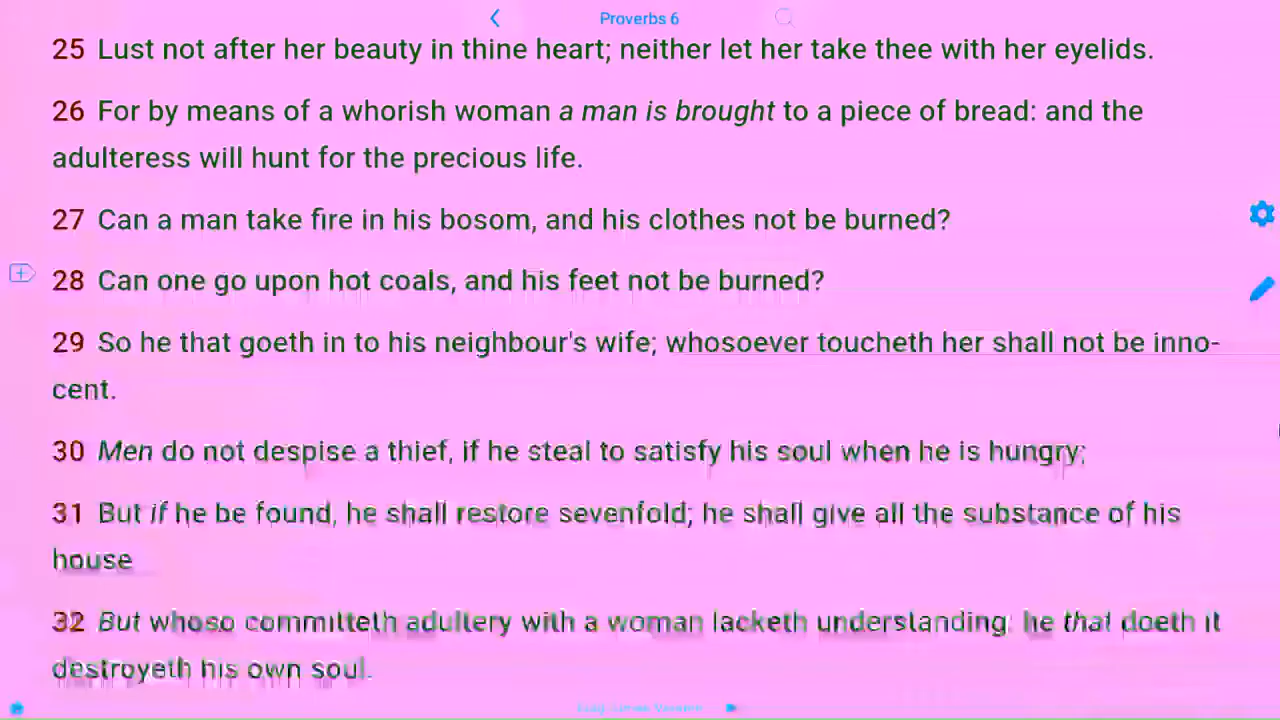 Proverbs 6
25 Lust not after her beauty in thine heart; neither let her take thee with her eyelids.
26 For by means of a whorish woman a man is brought to a piece of bread: and the
adulteress will hunt for the precious life.
27 Can a man take fire in his bosom, and his clothes not be burned?
28 Can one go upon hot coals, and his feet not be burned?
29 So he that goeth in to his neighbour's wife; whosoever toucheth her shall not be inno-
cent.
30 Men do not despise a thief, if he steal to satisfy his soul when he is hungry;
31 But if he be found, he shall restore sevenfold; he shall give all the substance of his
house
32 But whoso committeth adultery with a woman lacketh understanding: he that doeth it
destroyeth his own soul.